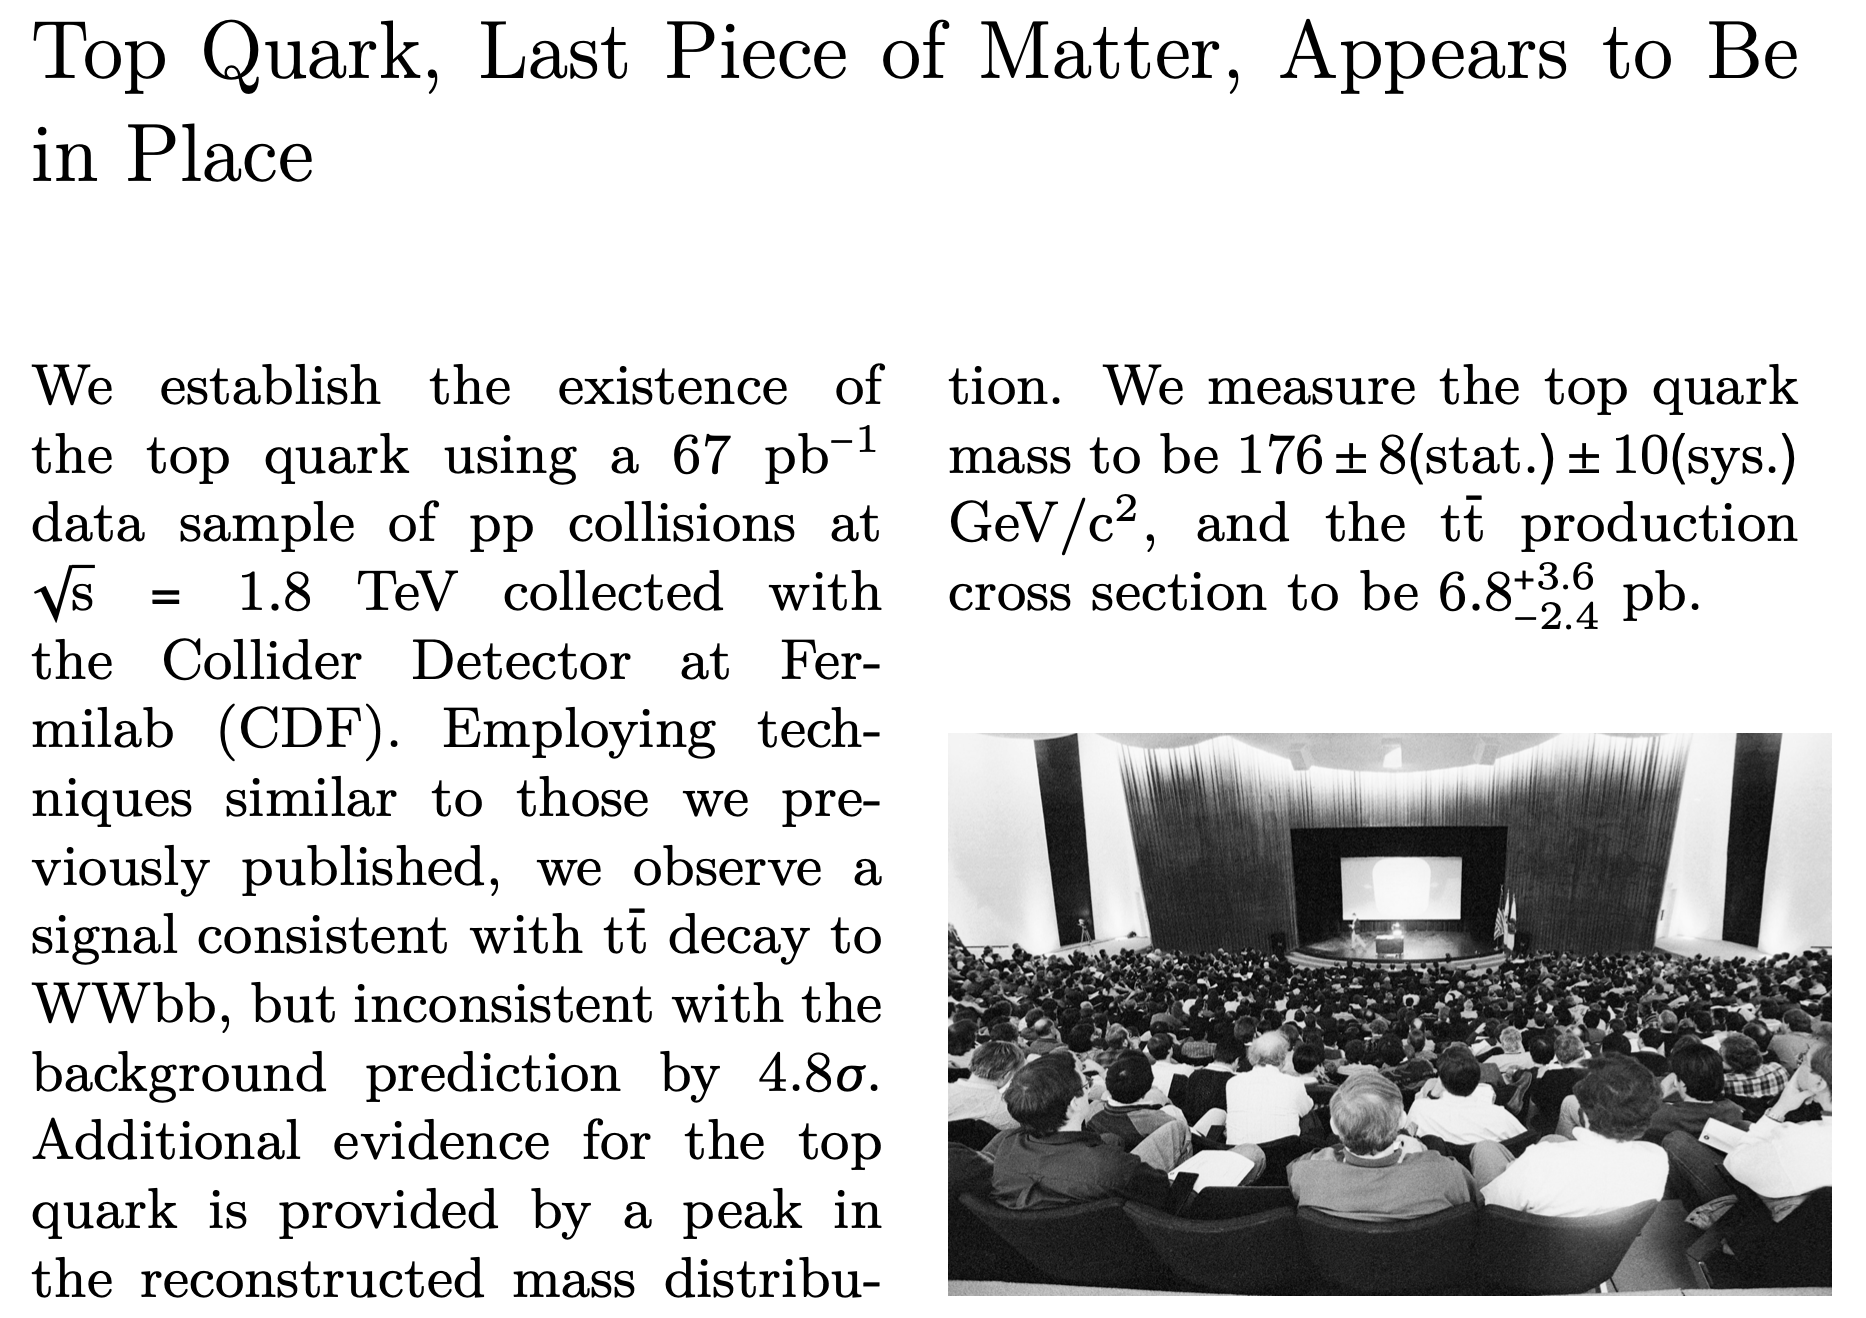 Top Quark, Last Piece of Matter, Appears to Be
in Place
We establish the existence of
the top quark using a 67 pb⁻¹
data sample of pp collisions at
√s = 1.8 TeV collected with
the Collider Detector at Fer-
milab (CDF). Employing tech-
niques similar to those we pre-
viously published, we observe a
signal consistent with tt̄ decay to
WWbb, but inconsistent with the
background prediction by 4.8σ.
Additional evidence for the top
quark is provided by a peak in
the reconstructed mass distribu-
tion. We measure the top quark
mass to be 176 ± 8(stat.) ± 10(sys.)
GeV/c², and the tt̄ production
cross section to be 6.8⁺³·⁶₋₂.₄ pb.